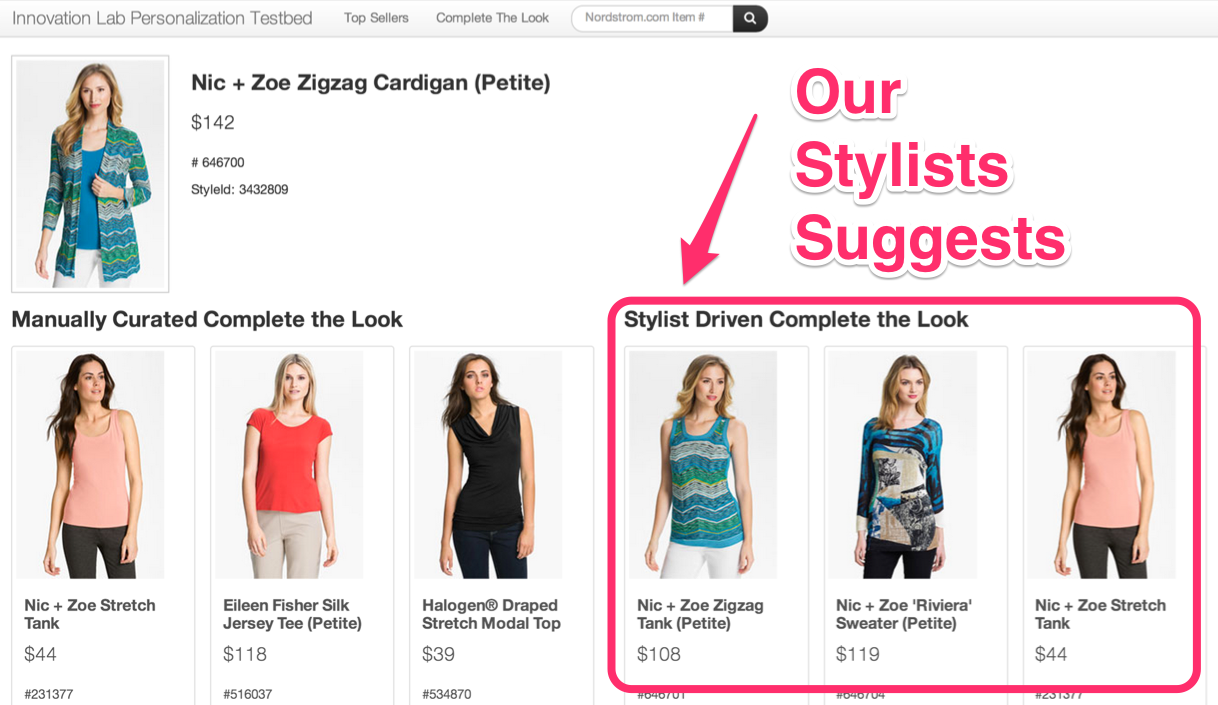 Innovation Lab Personalization Testbed
Top Sellers
Complete The Look
Nordstrom.com Item #
Nic + Zoe Zigzag Cardigan (Petite)
$142
# 646700
StyleId: 3432809
Our
Stylists
Suggests
Manually Curated Complete the Look
Stylist Driven Complete the Look
Nic + Zoe Stretch
Tank
$44
#231377
Eileen Fisher Silk
Jersey Tee (Petite)
$118
#516037
Halogen® Draped
Stretch Modal Top
$39
#534870
Nic + Zoe Zigzag
Tank (Petite)
$108
#646701
Nic + Zoe 'Riviera'
Sweater (Petite)
$119
#646704
Nic + Zoe Stretch
Tank
$44
#231377